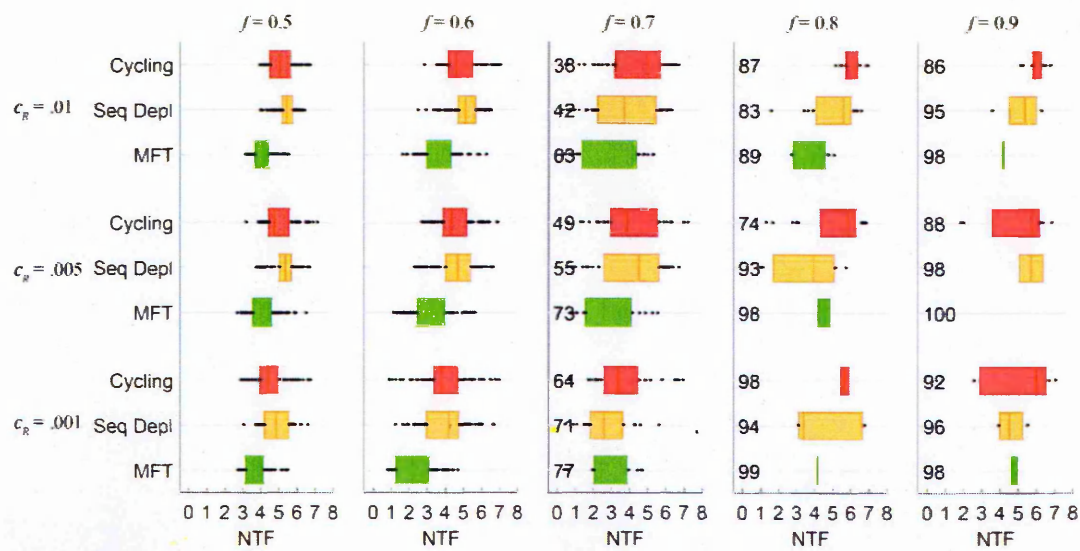 f = 0.5 f = 0.6 f = 0.7 f = 0.8 f = 0.9
Cycling 38 87 86
c_R = .01 Seq Depl 42 83 95
MFT 63 89 98
Cycling 49 74 88
c_R = .005 Seq Depl 55 93 98
MFT 73 98 100
Cycling 64 98 92
c_R = .001 Seq Depl 71 94 96
MFT 77 99 98
0 1 2 3 4 5 6 7 8 0 1 2 3 4 5 6 7 8 0 1 2 3 4 5 6 7 8 0 1 2 3 4 5 6 7 8 0 1 2 3 4 5 6 7 8
NTF NTF NTF NTF NTF